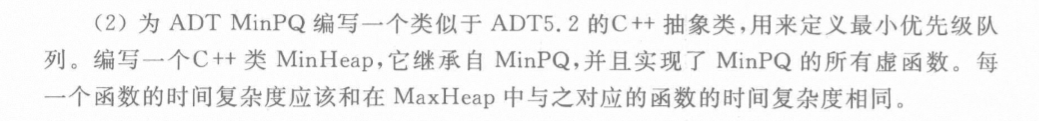 (2)为 ADT MinPQ 编写一个类似于 ADT5.2 的C++ 抽象类,用来定义最小优先级队
列。编写一个C++ 类 MinHeap,它继承自 MinPQ,并且实现了 MinPQ 的所有虚函数。每
一个函数的时间复杂度应该和在 MaxHeap 中与之对应的函数的时间复杂度相同。